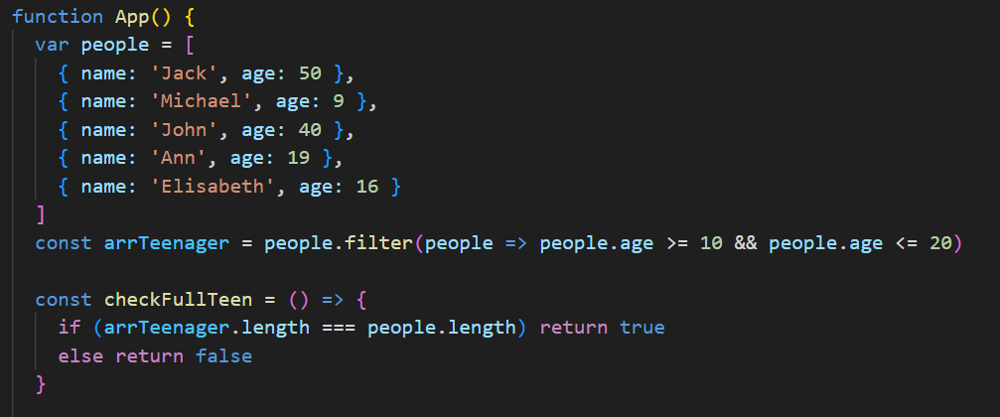 function App() {
  var people = [
    { name: 'Jack', age: 50 },
    { name: 'Michael', age: 9 },
    { name: 'John', age: 40 },
    { name: 'Ann', age: 19 },
    { name: 'Elisabeth', age: 16 }
  ]
  const arrTeenager = people.filter(people => people.age >= 10 && people.age <= 20)

  const checkFullTeen = () => {
    if (arrTeenager.length === people.length) return true
    else return false
  }